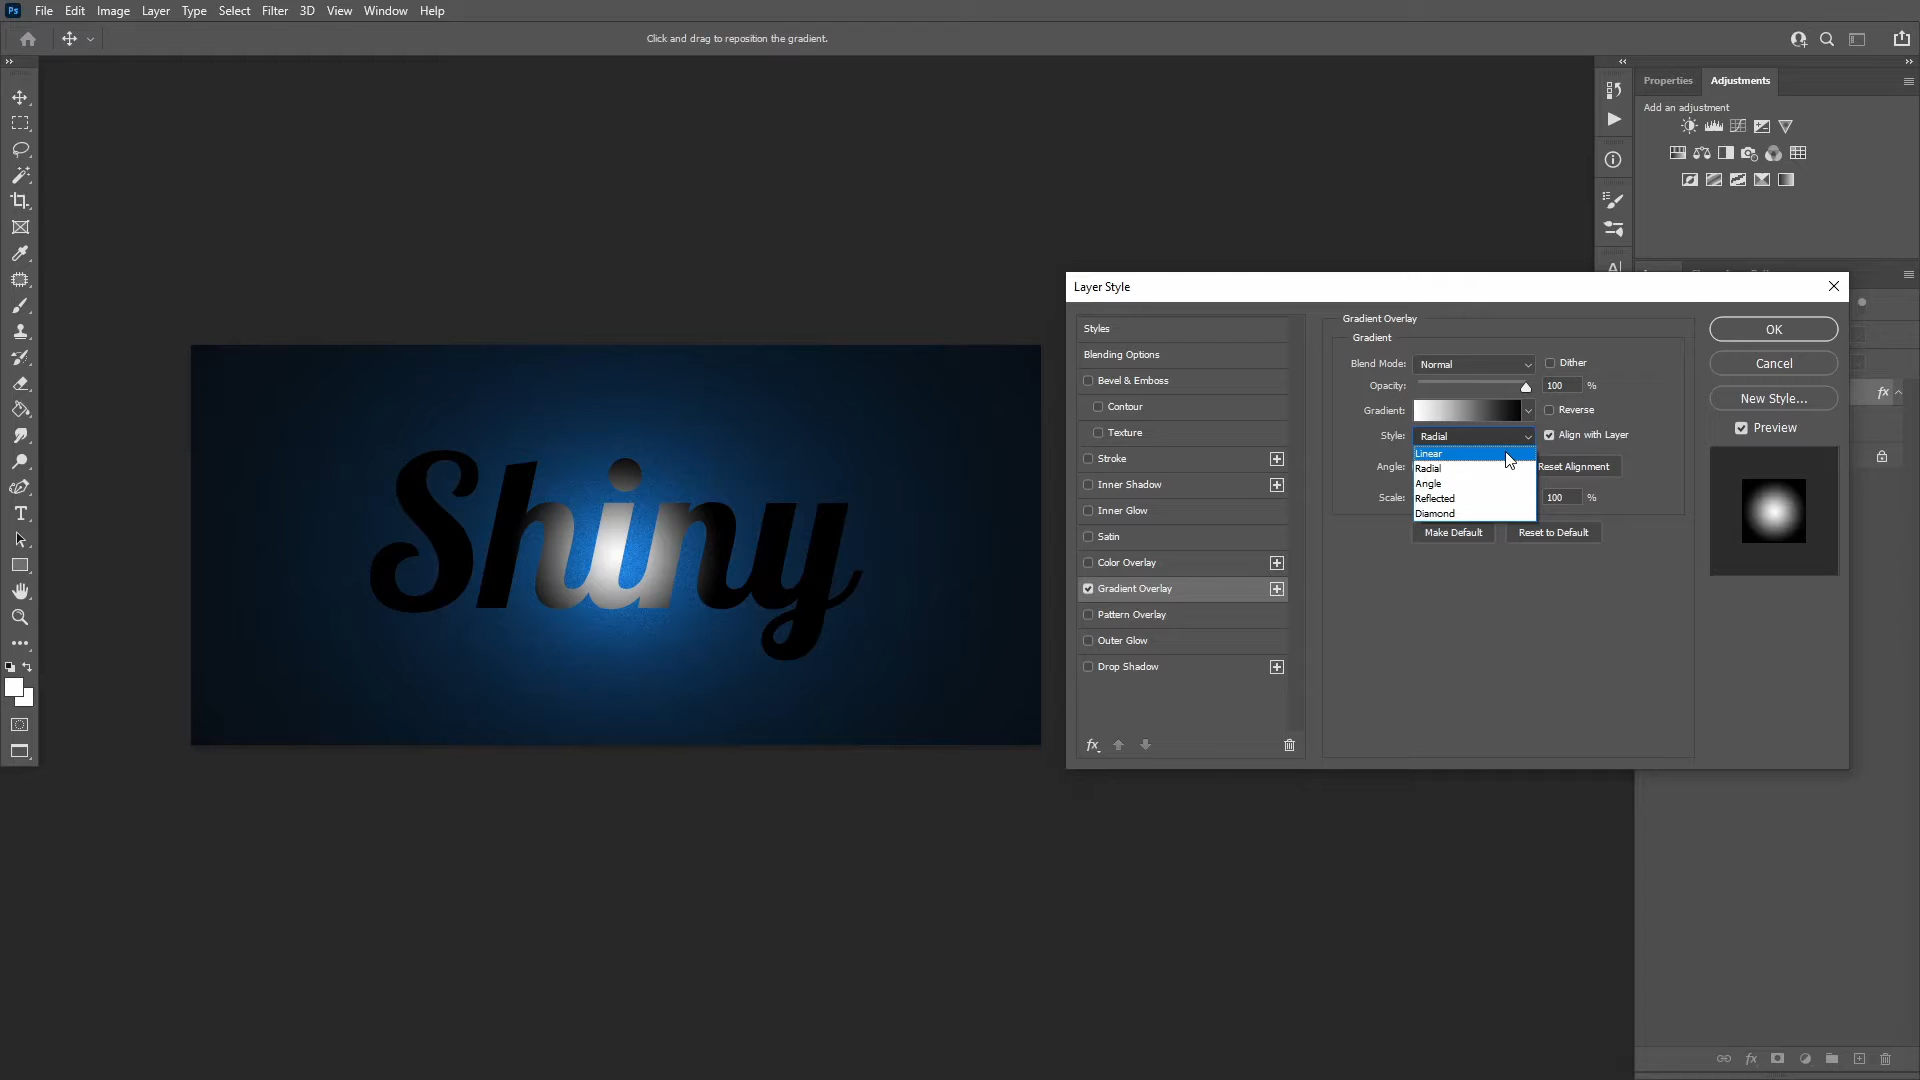 Ps File Edit Image Layer Type Select Filter 3D View Window Help
Click and drag to reposition the gradient.
Properties Adjustments
Add an adjustment
Layer Style
Styles
Blending Options
Bevel & Emboss
Contour
Texture
Stroke
Inner Shadow
Inner Glow
Satin
Color Overlay
Gradient Overlay
Pattern Overlay
Outer Glow
Drop Shadow
fx
Gradient Overlay
Gradient
Blend Mode: Normal Dither
Opacity: 100 %
Gradient: Reverse
Style: Radial Align with Layer
Linear
Radial
Angle
Reflected
Diamond
Angle: Reset Alignment
Scale: 100 %
Make Default Reset to Default
OK
Cancel
New Style...
Preview
fx
Shiny
fx